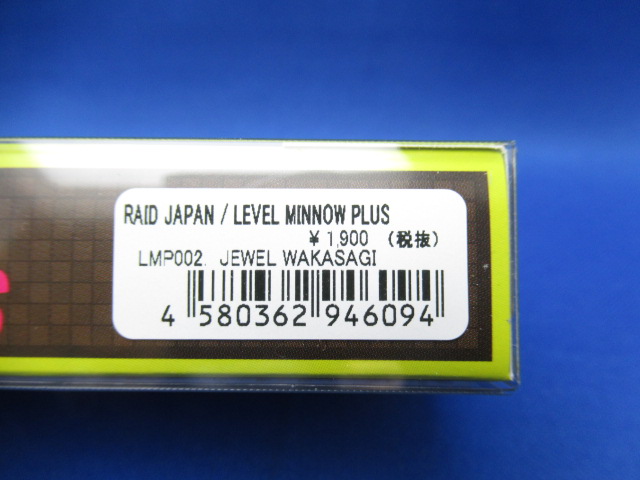 RAID JAPAN / LEVEL MINNOW PLUS
¥ 1,900 (税抜)
LMP002. JEWEL WAKASAGI
4 580362 946094